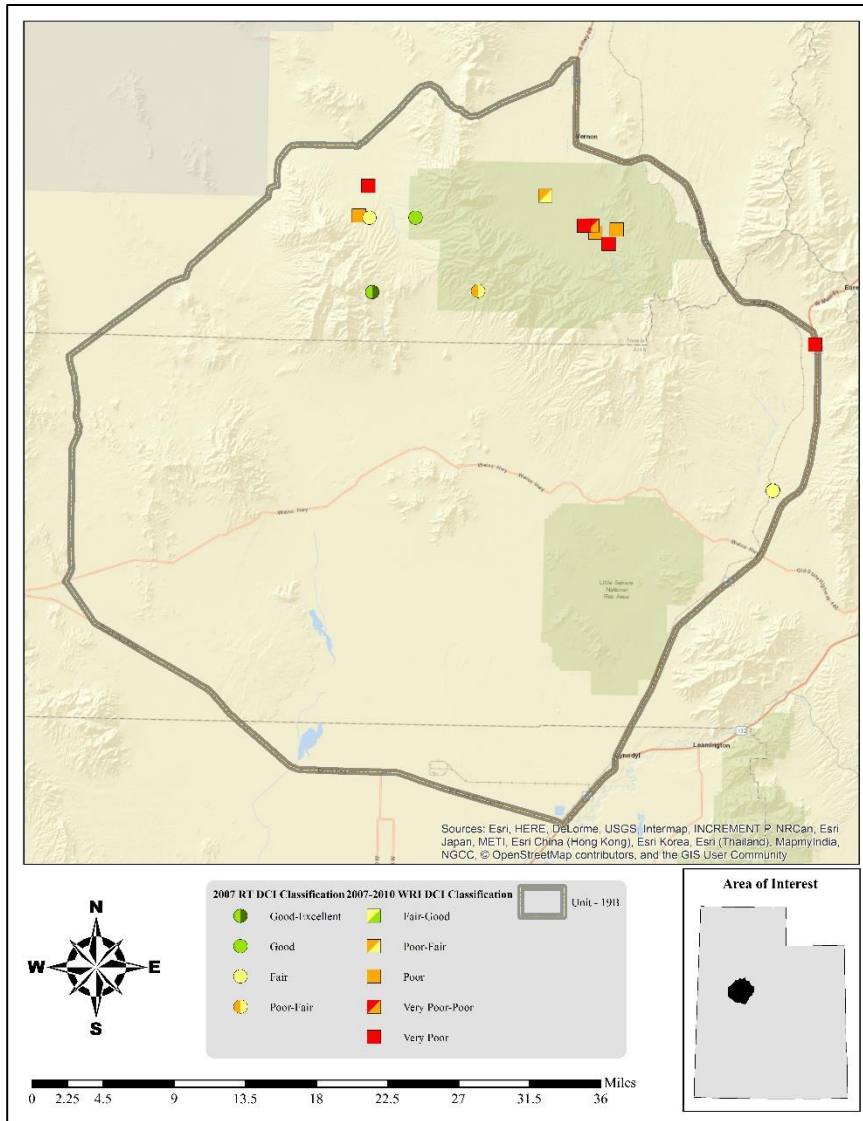 Vernon
Little Sahara
National
Rec Area
Lynndyl
Leamington
132
Sources: Esri, HERE, DeLorme, USGS, Intermap, INCREMENT P, NRCan, Esri
Japan, METI, Esri China (Hong Kong), Esri Korea, Esri (Thailand), MapmyIndia,
NGCC, © OpenStreetMap contributors, and the GIS User Community
2007 RT DCI Classification 2007-2010 WRI DCI Classification
Good-Excellent Fair-Good Unit - 19B
Good Poor-Fair
Fair Poor
Poor-Fair Very Poor-Poor
Very Poor
N
W E
S
Miles
0 2.25 4.5 9 13.5 18 22.5 27 31.5 36
Area of Interest